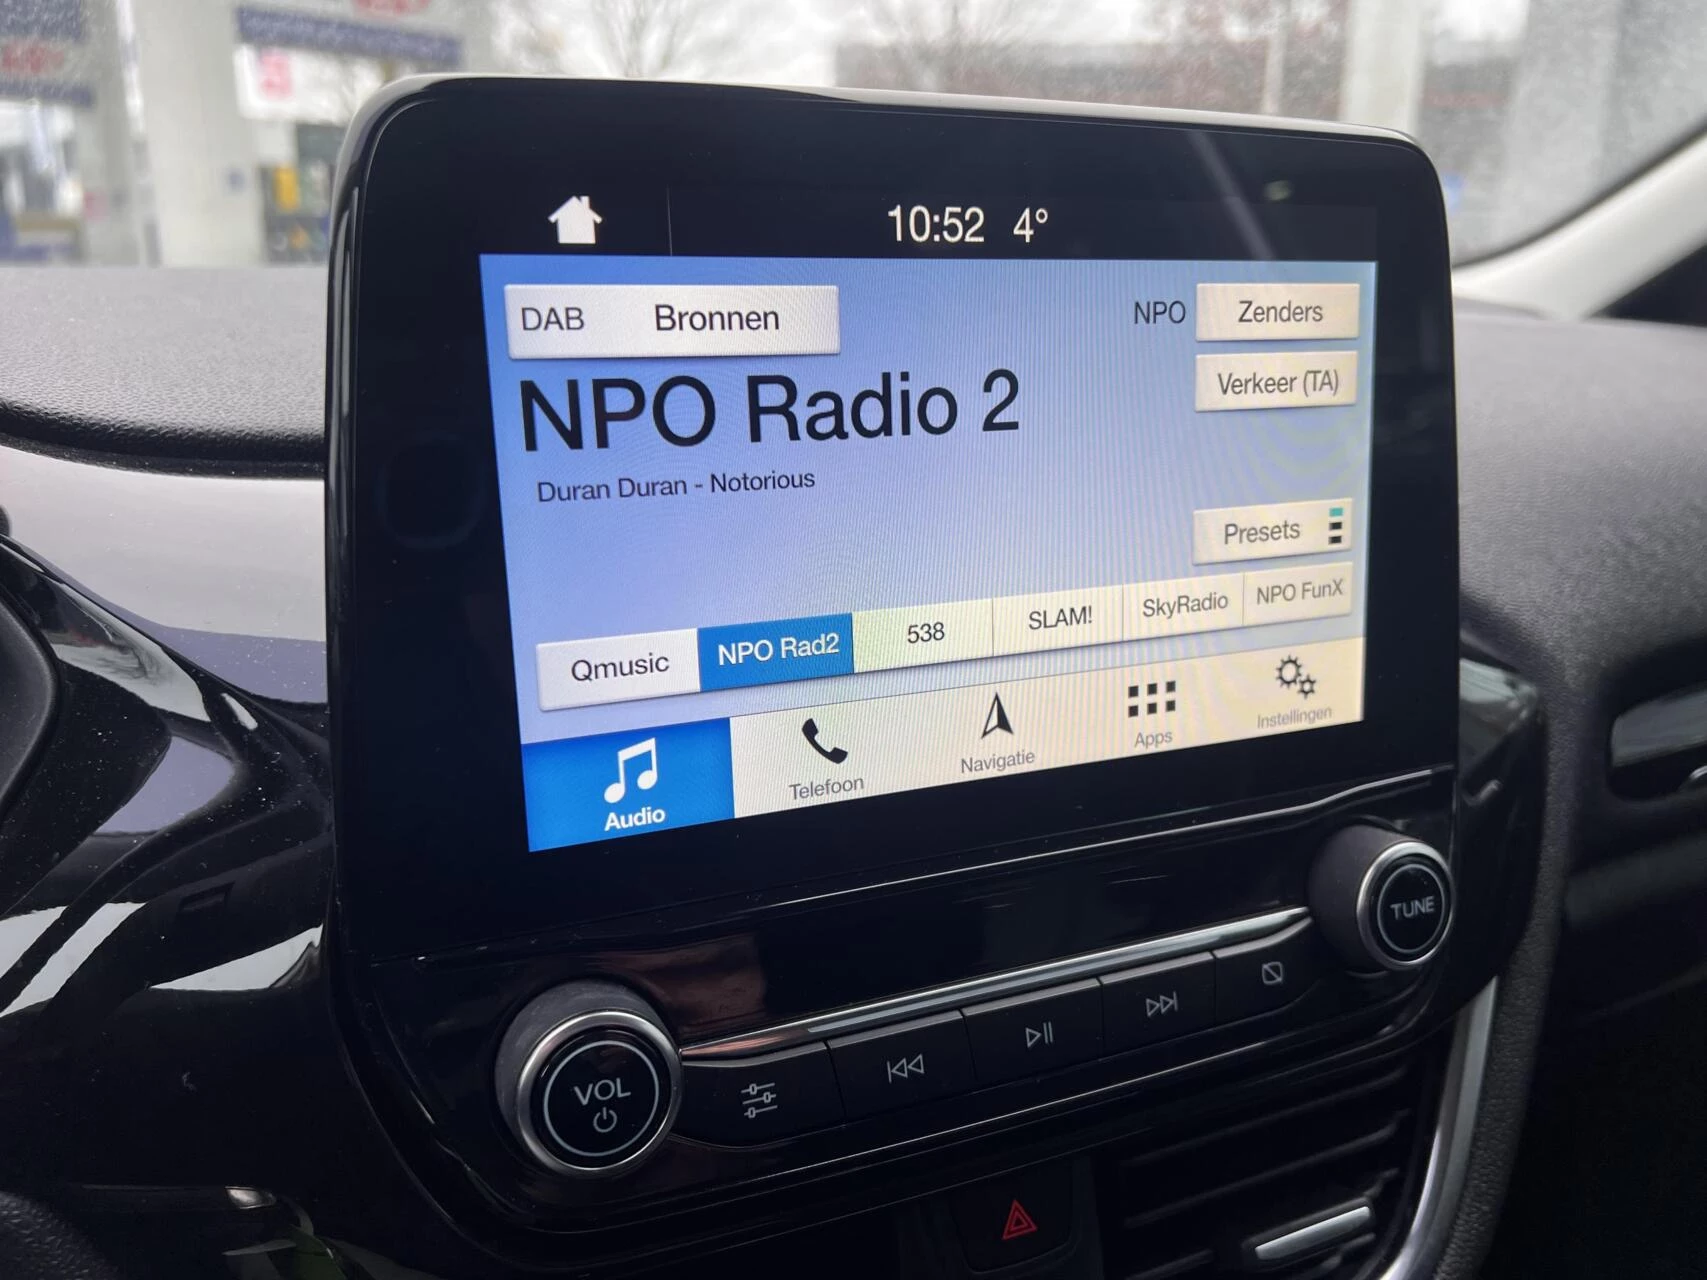 10:52 4°
DAB Bronnen
NPO Zenders
Verkeer (TA)
NPO Radio 2
Duran Duran - Notorious
Presets
Qmusic NPO Rad2 538 SLAM! SkyRadio NPO FunX
Audio Telefoon Navigatie Apps Instellingen
TUNE
VOL